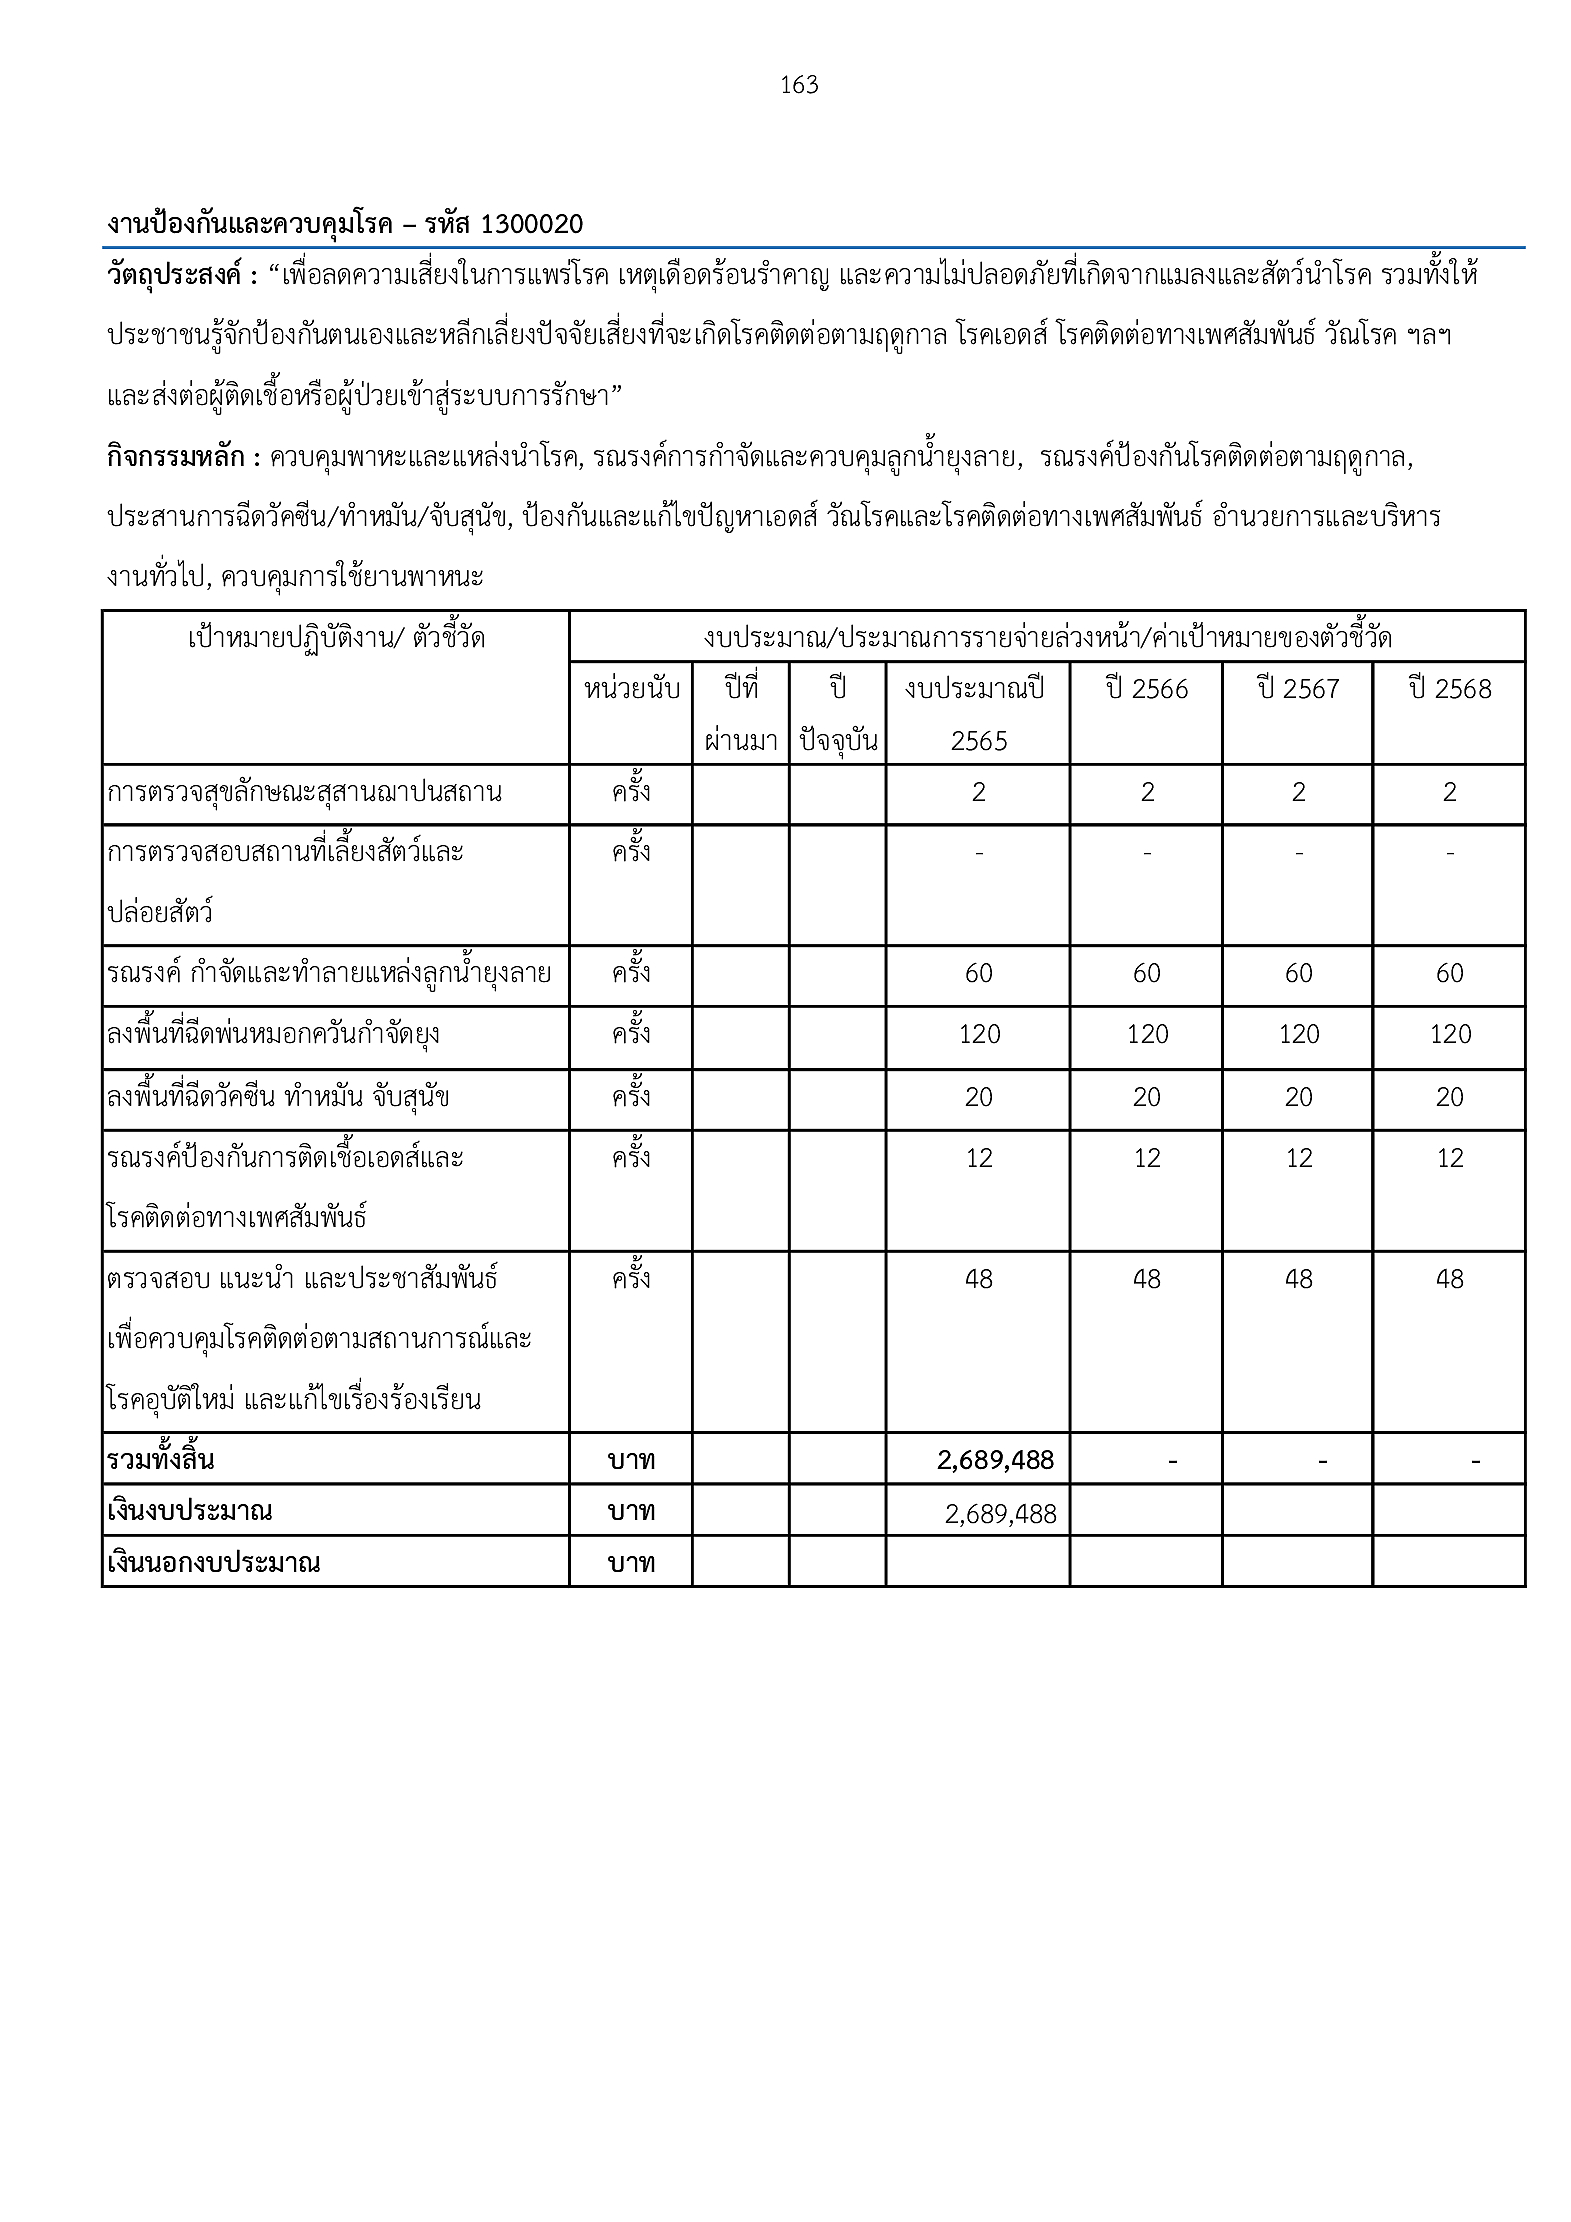 163
งานป้องกันและควบคุมโรค – รหัส 1300020
วัตถุประสงค์ : “เพื่อลดความเสี่ยงในการแพร่โรค เหตุเดือดร้อนรำคาญ และความไม่ปลอดภัยที่เกิดจากแมลงและสัตว์นำโรค รวมทั้งให้
ประชาชนรู้จักป้องกันตนเองและหลีกเลี่ยงปัจจัยเสี่ยงที่จะเกิดโรคติดต่อตามฤดูกาล โรคเอดส์ โรคติดต่อทางเพศสัมพันธ์ วัณโรค ฯลฯ
และส่งต่อผู้ติดเชื้อหรือผู้ป่วยเข้าสู่ระบบการรักษา”
กิจกรรมหลัก : ควบคุมพาหะและแหล่งนำโรค, รณรงค์การกำจัดและควบคุมลูกน้ำยุงลาย, รณรงค์ป้องกันโรคติดต่อตามฤดูกาล,
ประสานการฉีดวัคซีน/ทำหมัน/จับสุนัข, ป้องกันและแก้ไขปัญหาเอดส์ วัณโรคและโรคติดต่อทางเพศสัมพันธ์ อำนวยการและบริหาร
งานทั่วไป, ควบคุมการใช้ยานพาหนะ
เป้าหมายปฏิบัติงาน/ ตัวชี้วัด งบประมาณ/ประมาณการรายจ่ายล่วงหน้า/ค่าเป้าหมายของตัวชี้วัด
หน่วยนับ ปีที่ ปี งบประมาณปี ปี 2566 ปี 2567 ปี 2568
ผ่านมา ปัจจุบัน 2565
การตรวจสุขลักษณะสุสานฌาปนสถาน ครั้ง 2 2 2 2
การตรวจสอบสถานที่เลี้ยงสัตว์และ ครั้ง - - - -
ปล่อยสัตว์
รณรงค์ กำจัดและทำลายแหล่งลูกน้ำยุงลาย ครั้ง 60 60 60 60
ลงพื้นที่ฉีดพ่นหมอกควันกำจัดยุง ครั้ง 120 120 120 120
ลงพื้นที่ฉีดวัคซีน ทำหมัน จับสุนัข ครั้ง 20 20 20 20
รณรงค์ป้องกันการติดเชื้อเอดส์และ ครั้ง 12 12 12 12
โรคติดต่อทางเพศสัมพันธ์
ตรวจสอบ แนะนำ และประชาสัมพันธ์ ครั้ง 48 48 48 48
เพื่อควบคุมโรคติดต่อตามสถานการณ์และ
โรคอุบัติใหม่ และแก้ไขเรื่องร้องเรียน
รวมทั้งสิ้น บาท 2,689,488 - - -
เงินงบประมาณ บาท 2,689,488
เงินนอกงบประมาณ บาท